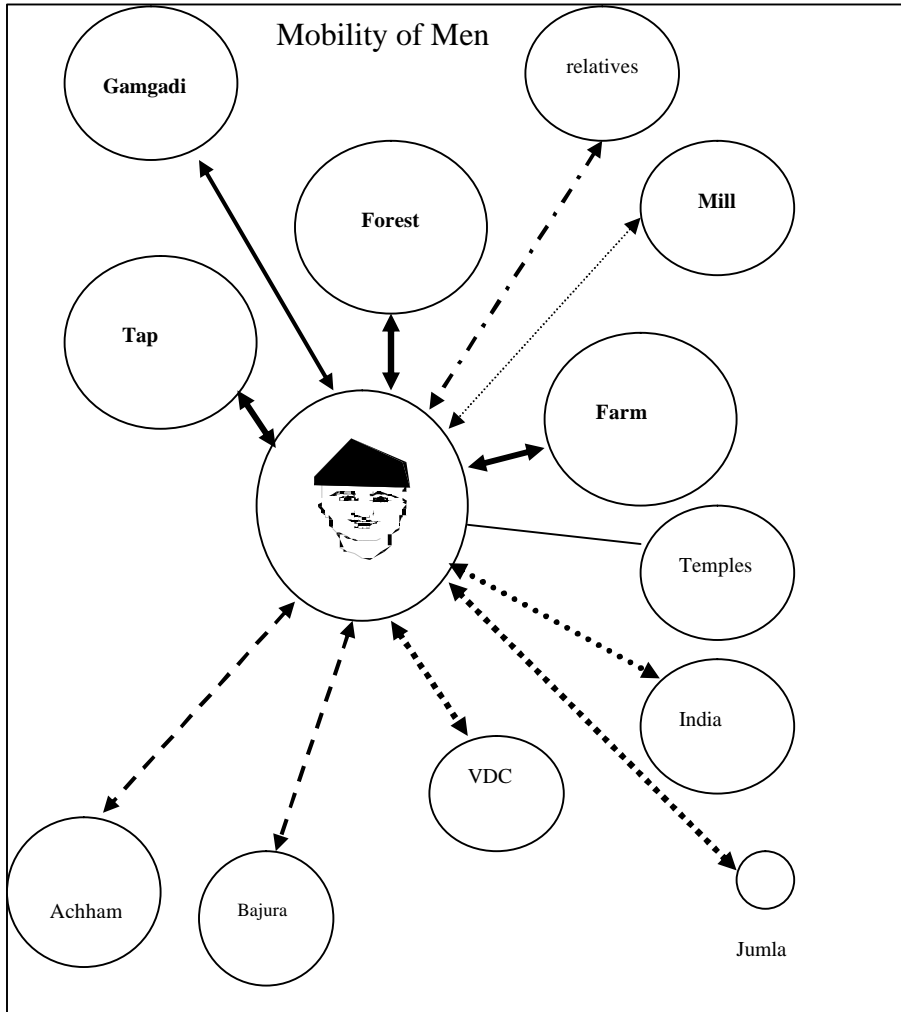 Mobility of Men
relatives
Gamgadi
Mill
Forest
Tap
Farm
Temples
India
VDC
Achham
Bajura
Jumla